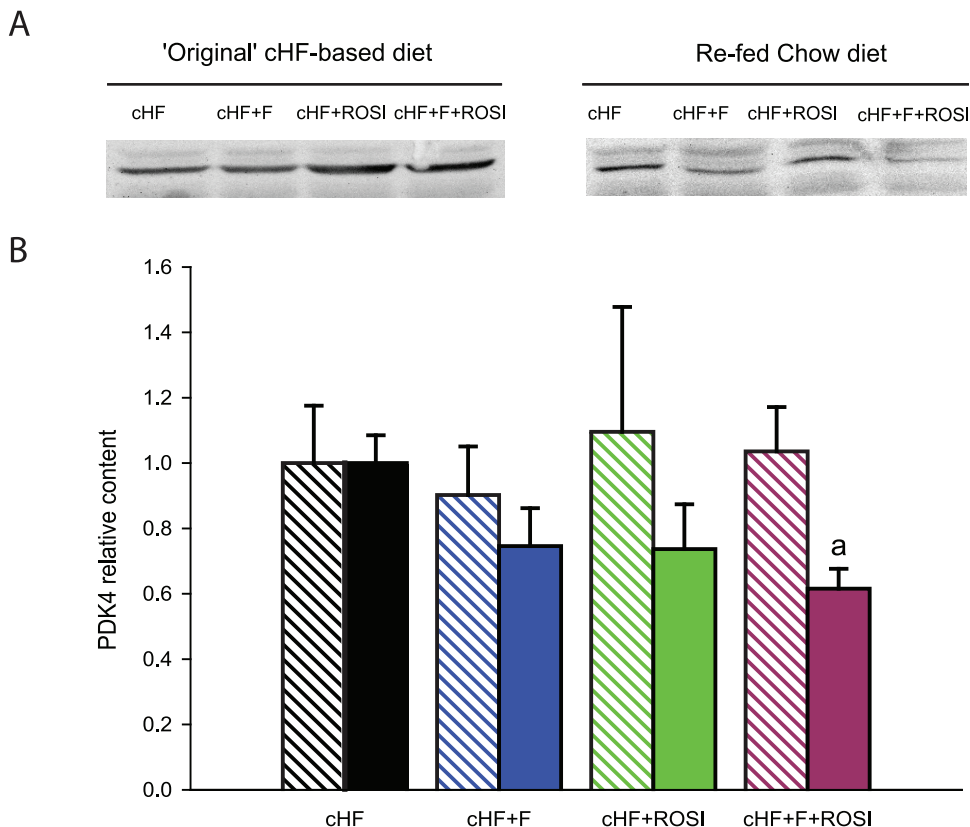 A
'Original' cHF-based diet
Re-fed Chow diet
cHF cHF+F cHF+ROSI cHF+F+ROSI
cHF cHF+F cHF+ROSI cHF+F+ROSI
B
PDK4 relative content
1.6
1.4
1.2
1.0
0.8
0.6
0.4
0.2
0.0
a
cHF cHF+F cHF+ROSI cHF+F+ROSI